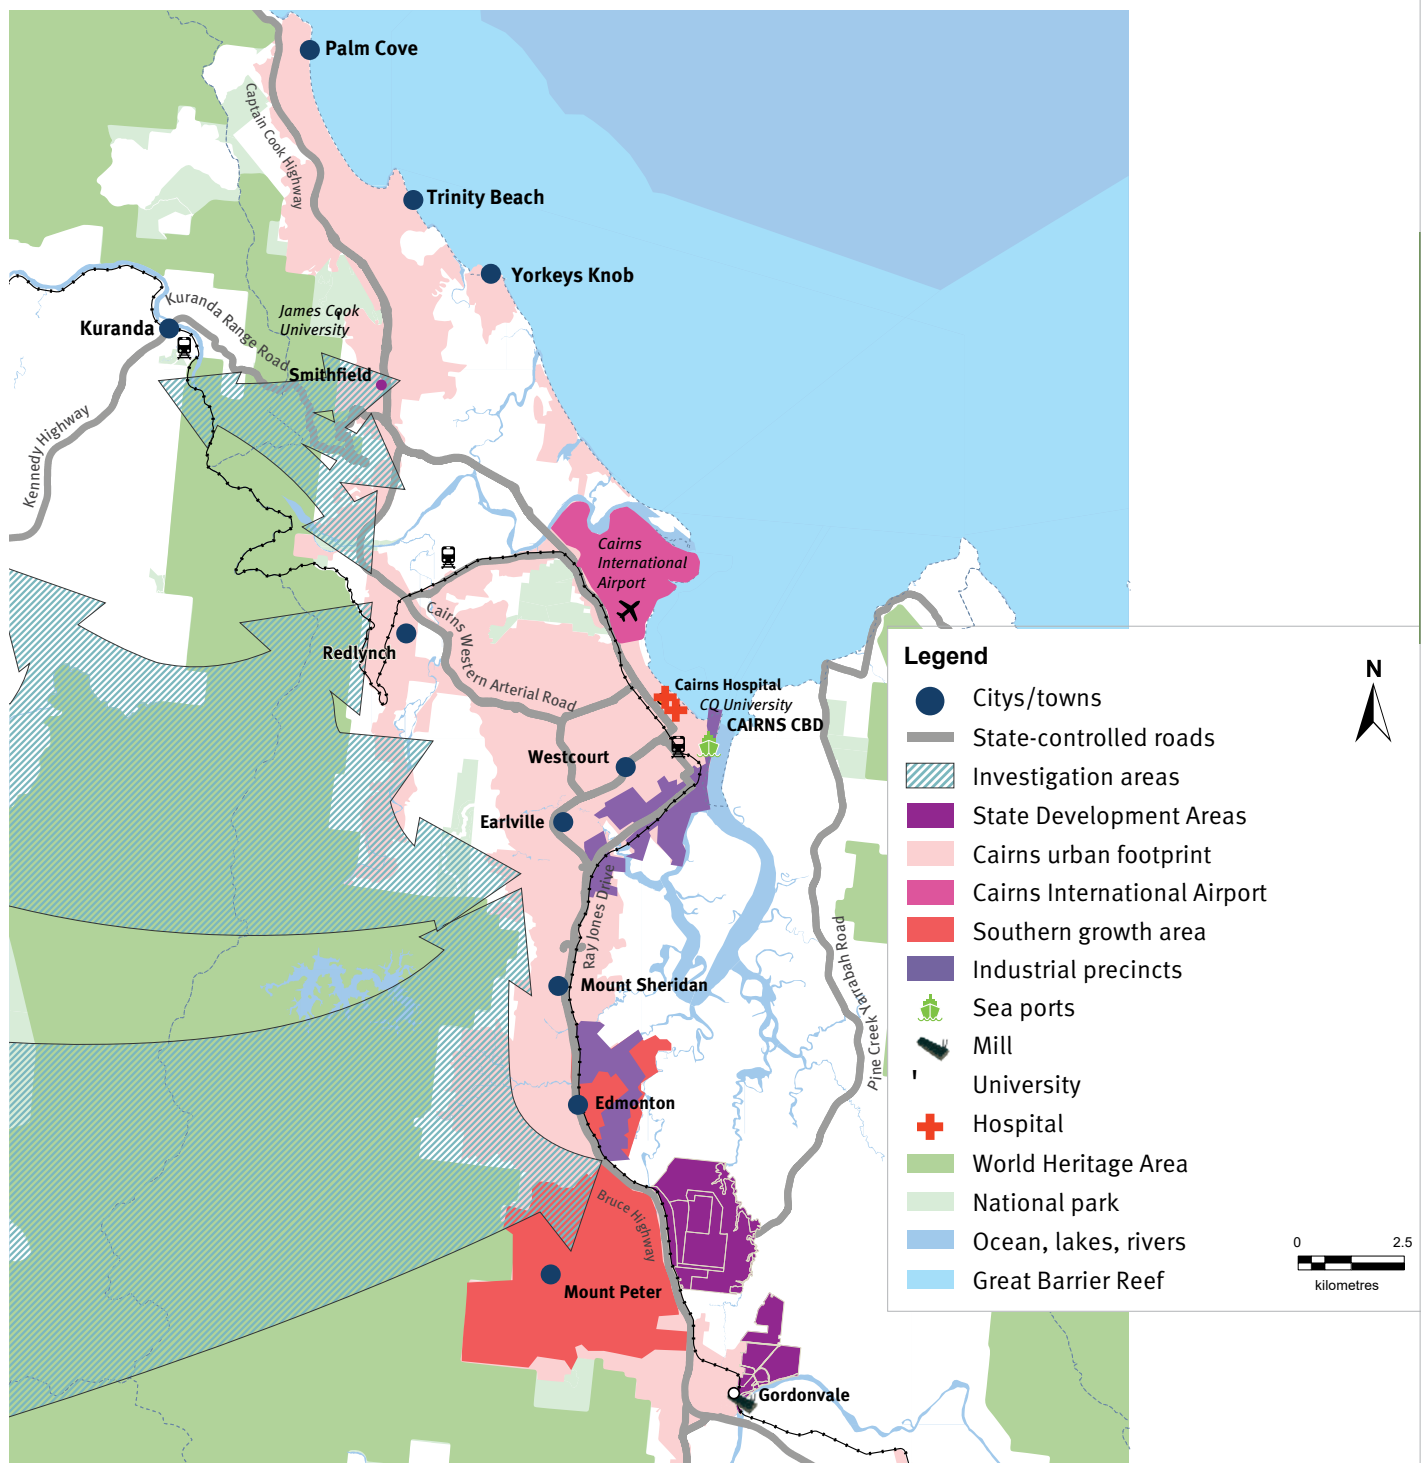 Palm Cove
Captain Cook Highway
Trinity Beach
Yorkeys Knob
James Cook
University
Kuranda
Kuranda Range Road
Smithfield
Kennedy Highway
Cairns
International
Airport
Cairns Western Arterial Road
Redlynch
Cairns Hospital
CQ University
CAIRNS CBD
Westcourt
Earlville
Ray Jones Drive
Mount Sheridan
Pine Creek Yarrabah Road
Edmonton
Bruce Highway
Mount Peter
Gordonvale
Legend
Citys/towns
State-controlled roads
Investigation areas
State Development Areas
Cairns urban footprint
Cairns International Airport
Southern growth area
Industrial precincts
Sea ports
Mill
' University
Hospital
World Heritage Area
National park
Ocean, lakes, rivers
Great Barrier Reef
N
0 2.5
kilometres